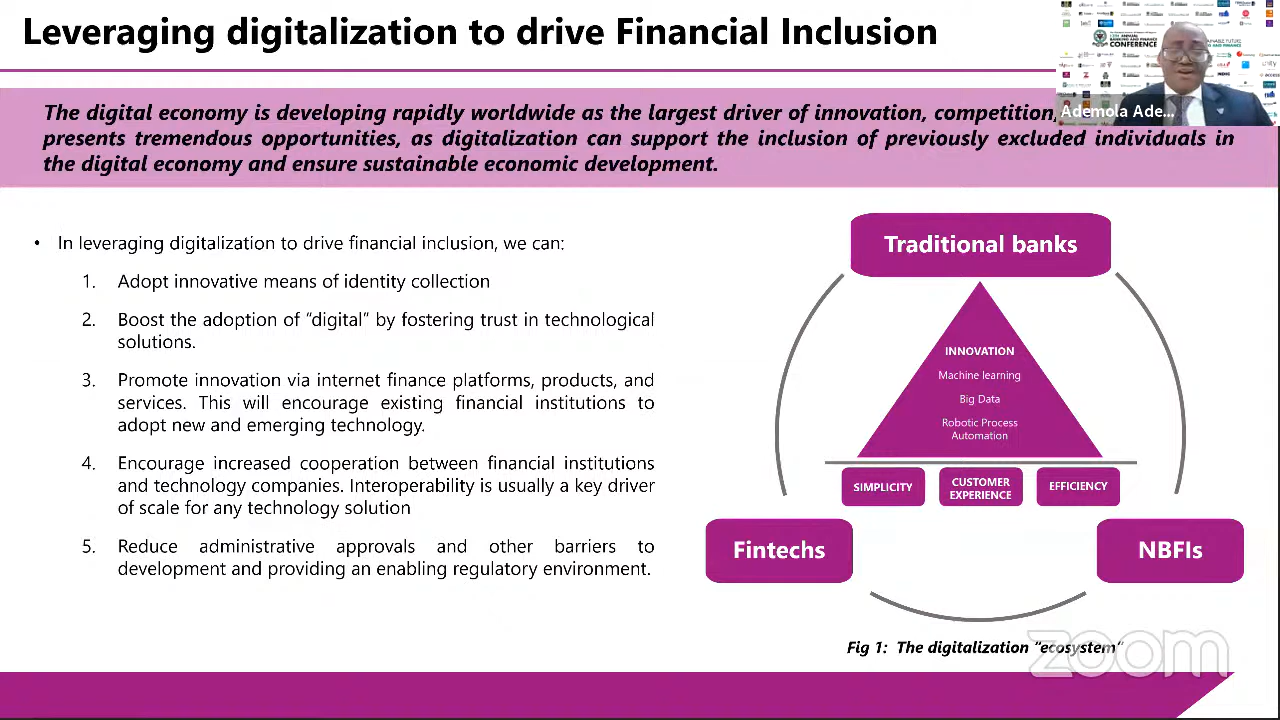 Leveraging digitalization to drive Financial Inclusion
ANNUAL
BANKING AND FINANCE
CONFERENCE
Ademola Ade...
The digital economy is developing rapidly worldwide as the largest driver of innovation, competition,
presents tremendous opportunities, as digitalization can support the inclusion of previously excluded individuals in
the digital economy and ensure sustainable economic development.
• In leveraging digitalization to drive financial inclusion, we can:
1. Adopt innovative means of identity collection
2. Boost the adoption of “digital” by fostering trust in technological
solutions.
3. Promote innovation via internet finance platforms, products, and
services. This will encourage existing financial institutions to
adopt new and emerging technology.
4. Encourage increased cooperation between financial institutions
and technology companies. Interoperability is usually a key driver
of scale for any technology solution
5. Reduce administrative approvals and other barriers to
development and providing an enabling regulatory environment.
Traditional banks
INNOVATION
Machine learning
Big Data
Robotic Process
Automation
SIMPLICITY
CUSTOMER
EXPERIENCE
EFFICIENCY
Fintechs
NBFIs
Fig 1: The digitalization “ecosystem”
zoom